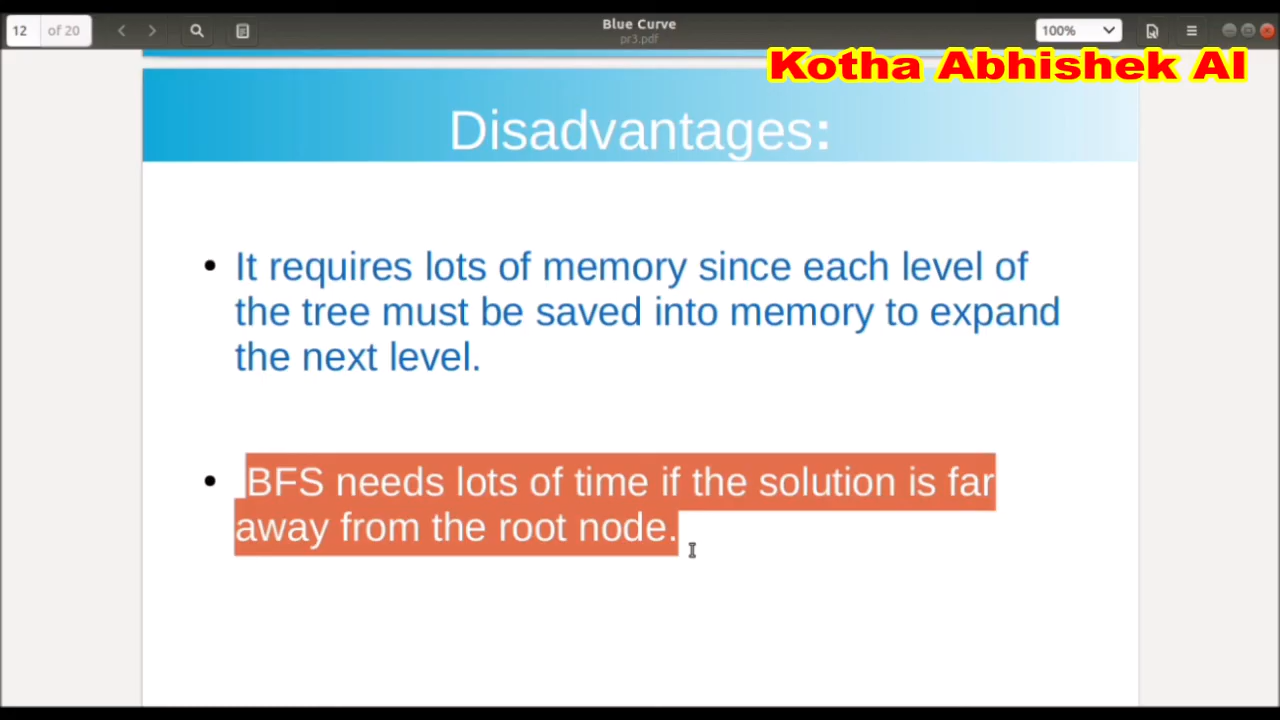 12 of 20
Blue Curve
pr3.pdf
100%
Kotha Abhishek AI
Disadvantages:
• It requires lots of memory since each level of
the tree must be saved into memory to expand
the next level.
• BFS needs lots of time if the solution is far
away from the root node.